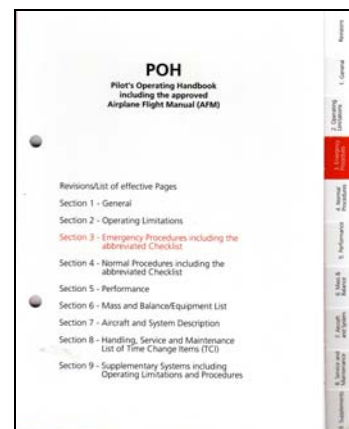 POH
Pilot's Operating Handbook
including the approved
Airplane Flight Manual (AFM)
Revisions/List of effective Pages
Section 1 - General
Section 2 - Operating Limitations
Section 3 - Emergency Procedures including the
abbreviated Checklist
Section 4 - Normal Procedures including the
abbreviated Checklist
Section 5 - Performance
Section 6 - Mass and Balance/Equipment List
Section 7 - Aircraft and System Description
Section 8 - Handling, Service and Maintenance
List of Time Change Items (TCI)
Section 9 - Supplementary Systems including
Operating Limitations and Procedures
Revisions
1. General
2. Operating
Limitations
3. Emergency
Procedure
4. Normal
Procedures
5. Performance
6. Mass &
Balance
7. Aircraft
and System
8. Service and
Maintenance
9. Supplements